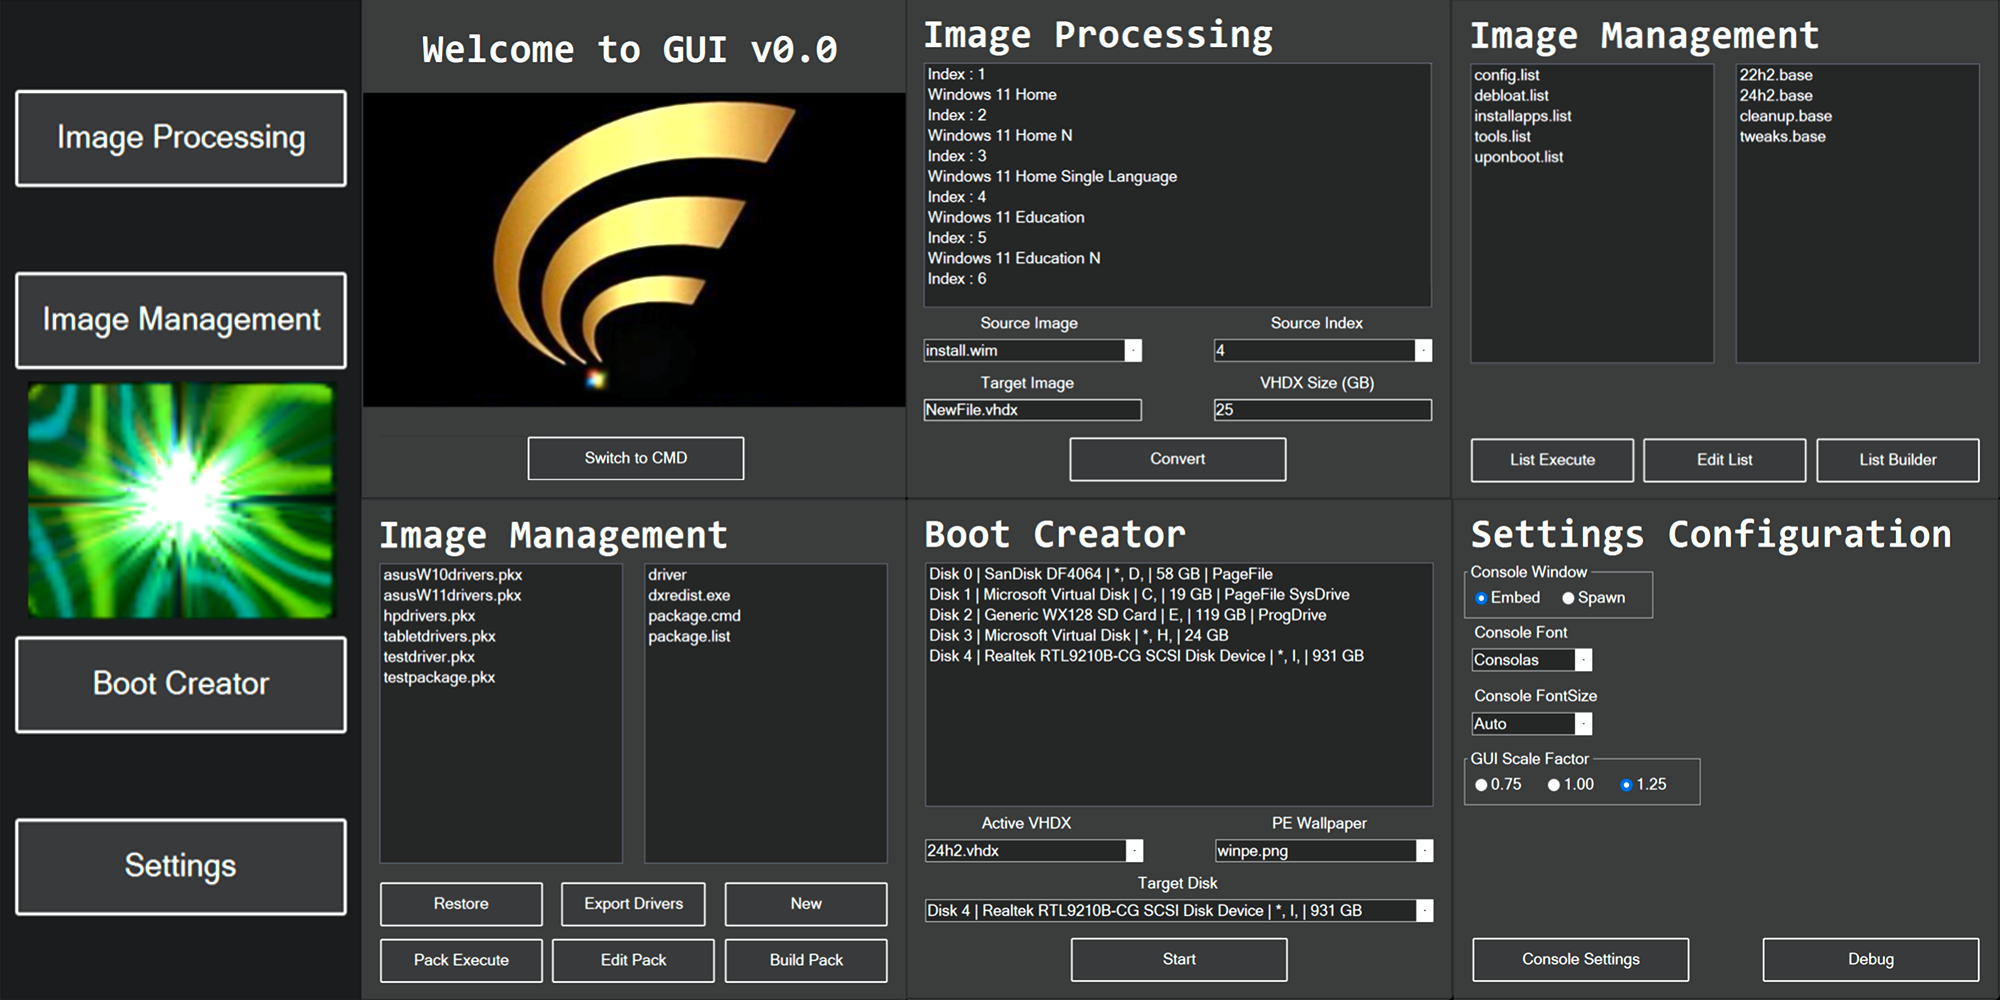 Image Processing
Image Management
Boot Creator
Settings
Welcome to GUI v0.0
Switch to CMD
Image Processing
Index : 1
Windows 11 Home
Index : 2
Windows 11 Home N
Index : 3
Windows 11 Home Single Language
Index : 4
Windows 11 Education
Index : 5
Windows 11 Education N
Index : 6
Source Image
Source Index
install.wim
4
Target Image
VHDX Size (GB)
NewFile.vhdx
25
Convert
Image Management
config.list
debloat.list
installapps.list
tools.list
uponboot.list
22h2.base
24h2.base
cleanup.base
tweaks.base
List Execute
Edit List
List Builder
Image Management
asusW10drivers.pkx
asusW11drivers.pkx
hpdrivers.pkx
tabletdrivers.pkx
testdriver.pkx
testpackage.pkx
driver
dxredist.exe
package.cmd
package.list
Restore
Export Drivers
New
Pack Execute
Edit Pack
Build Pack
Boot Creator
Disk 0 | SanDisk DF4064 | *, D, | 58 GB | PageFile
Disk 1 | Microsoft Virtual Disk | C, | 19 GB | PageFile SysDrive
Disk 2 | Generic WX128 SD Card | E, | 119 GB | ProgDrive
Disk 3 | Microsoft Virtual Disk | *, H, | 24 GB
Disk 4 | Realtek RTL9210B-CG SCSI Disk Device | *, I, | 931 GB
Active VHDX
PE Wallpaper
24h2.vhdx
winpe.png
Target Disk
Disk 4 | Realtek RTL9210B-CG SCSI Disk Device | *, I, | 931 GB
Start
Settings Configuration
Console Window
Embed
Spawn
Console Font
Consolas
Console FontSize
Auto
GUI Scale Factor
0.75
1.00
1.25
Console Settings
Debug